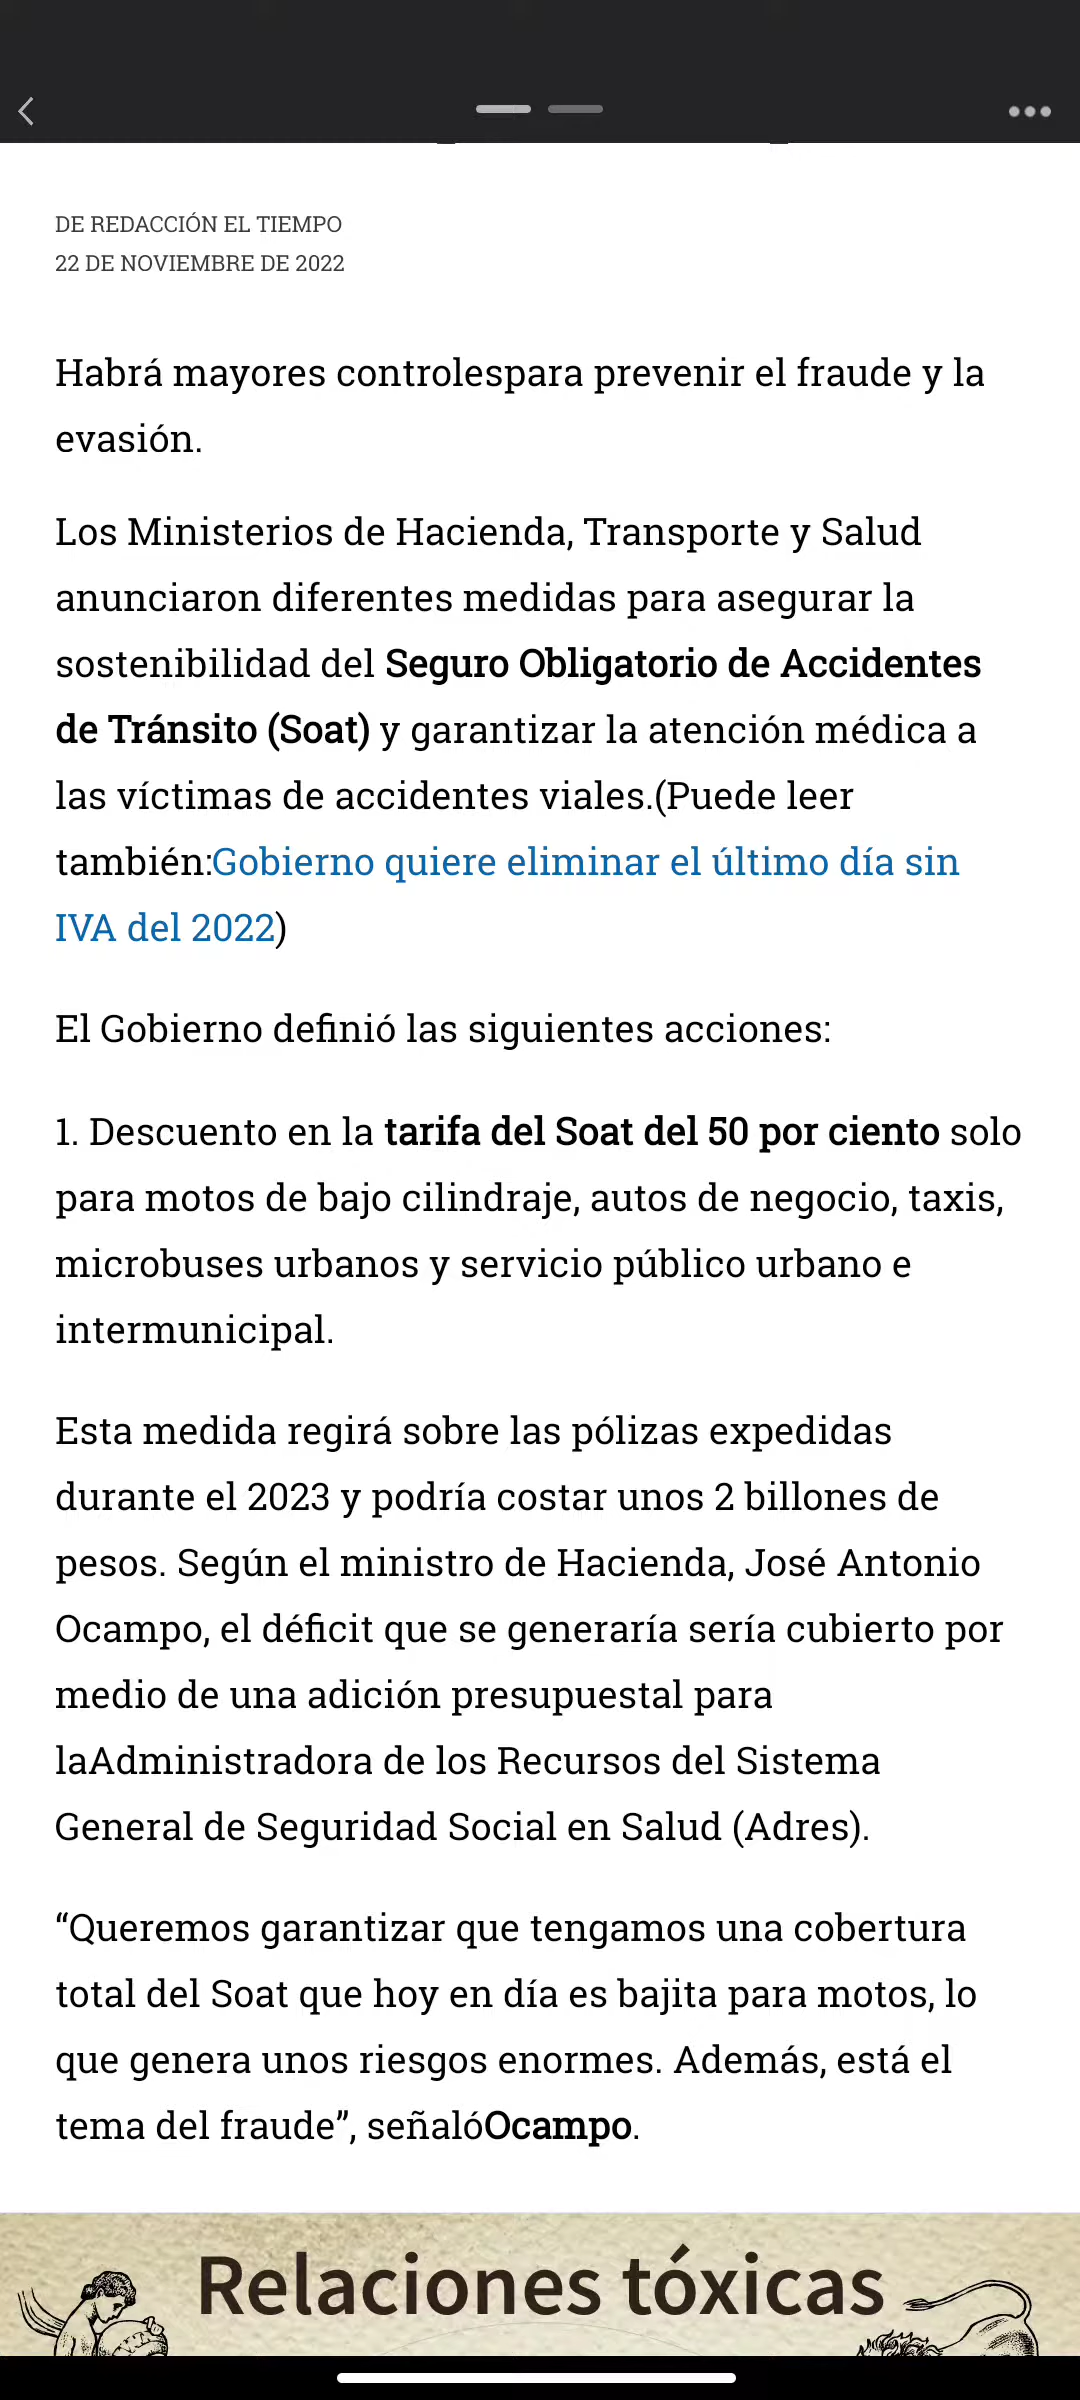 DE REDACCIÓN EL TIEMPO
22 DE NOVIEMBRE DE 2022
Habrá mayores controlespara prevenir el fraude y la
evasión.
Los Ministerios de Hacienda, Transporte y Salud
anunciaron diferentes medidas para asegurar la
sostenibilidad del Seguro Obligatorio de Accidentes
de Tránsito (Soat) y garantizar la atención médica a
las víctimas de accidentes viales.(Puede leer
también:Gobierno quiere eliminar el último día sin
IVA del 2022)
El Gobierno definió las siguientes acciones:
1. Descuento en la tarifa del Soat del 50 por ciento solo
para motos de bajo cilindraje, autos de negocio, taxis,
microbuses urbanos y servicio público urbano e
intermunicipal.
Esta medida regirá sobre las pólizas expedidas
durante el 2023 y podría costar unos 2 billones de
pesos. Según el ministro de Hacienda, José Antonio
Ocampo, el déficit que se generaría sería cubierto por
medio de una adición presupuestal para
laAdministradora de los Recursos del Sistema
General de Seguridad Social en Salud (Adres).
“Queremos garantizar que tengamos una cobertura
total del Soat que hoy en día es bajita para motos, lo
que genera unos riesgos enormes. Además, está el
tema del fraude”, señalóOcampo.
Relaciones tóxicas